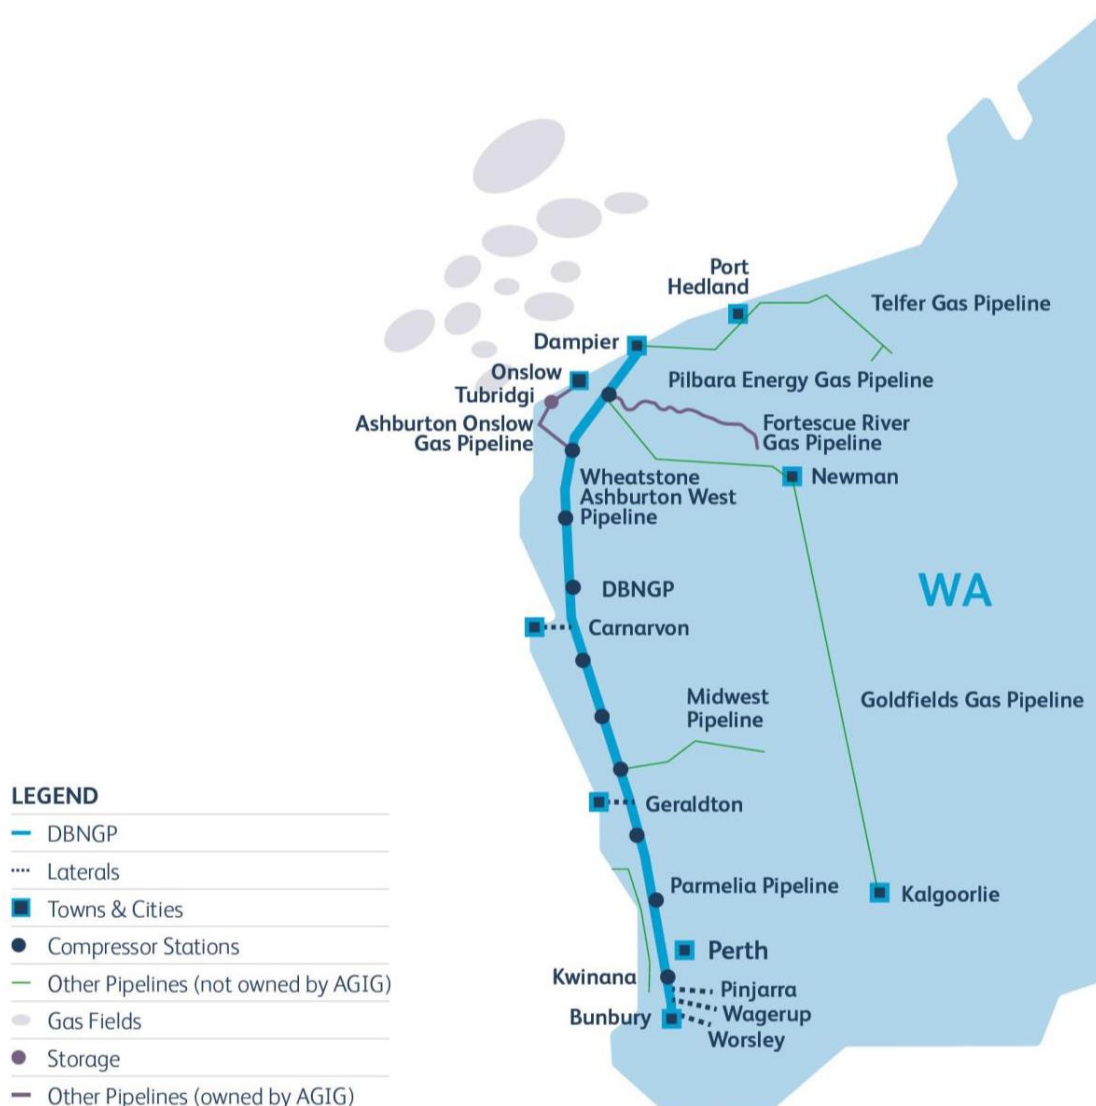 Port
Hedland
Telfer Gas Pipeline
Dampier
Onslow
Pilbara Energy Gas Pipeline
Tubridgi
Ashburton Onslow
Gas Pipeline
Fortescue River
Gas Pipeline
Wheatstone
Ashburton West
Pipeline
Newman
DBNGP
WA
Carnarvon
Midwest
Pipeline
Goldfields Gas Pipeline
Geraldton
Parmelia Pipeline
Kalgoorlie
Perth
Kwinana
Pinjarra
Bunbury
Wagerup
Worsley
LEGEND
DBNGP
Laterals
Towns & Cities
Compressor Stations
Other Pipelines (not owned by AGIG)
Gas Fields
Storage
Other Pipelines (owned by AGIG)